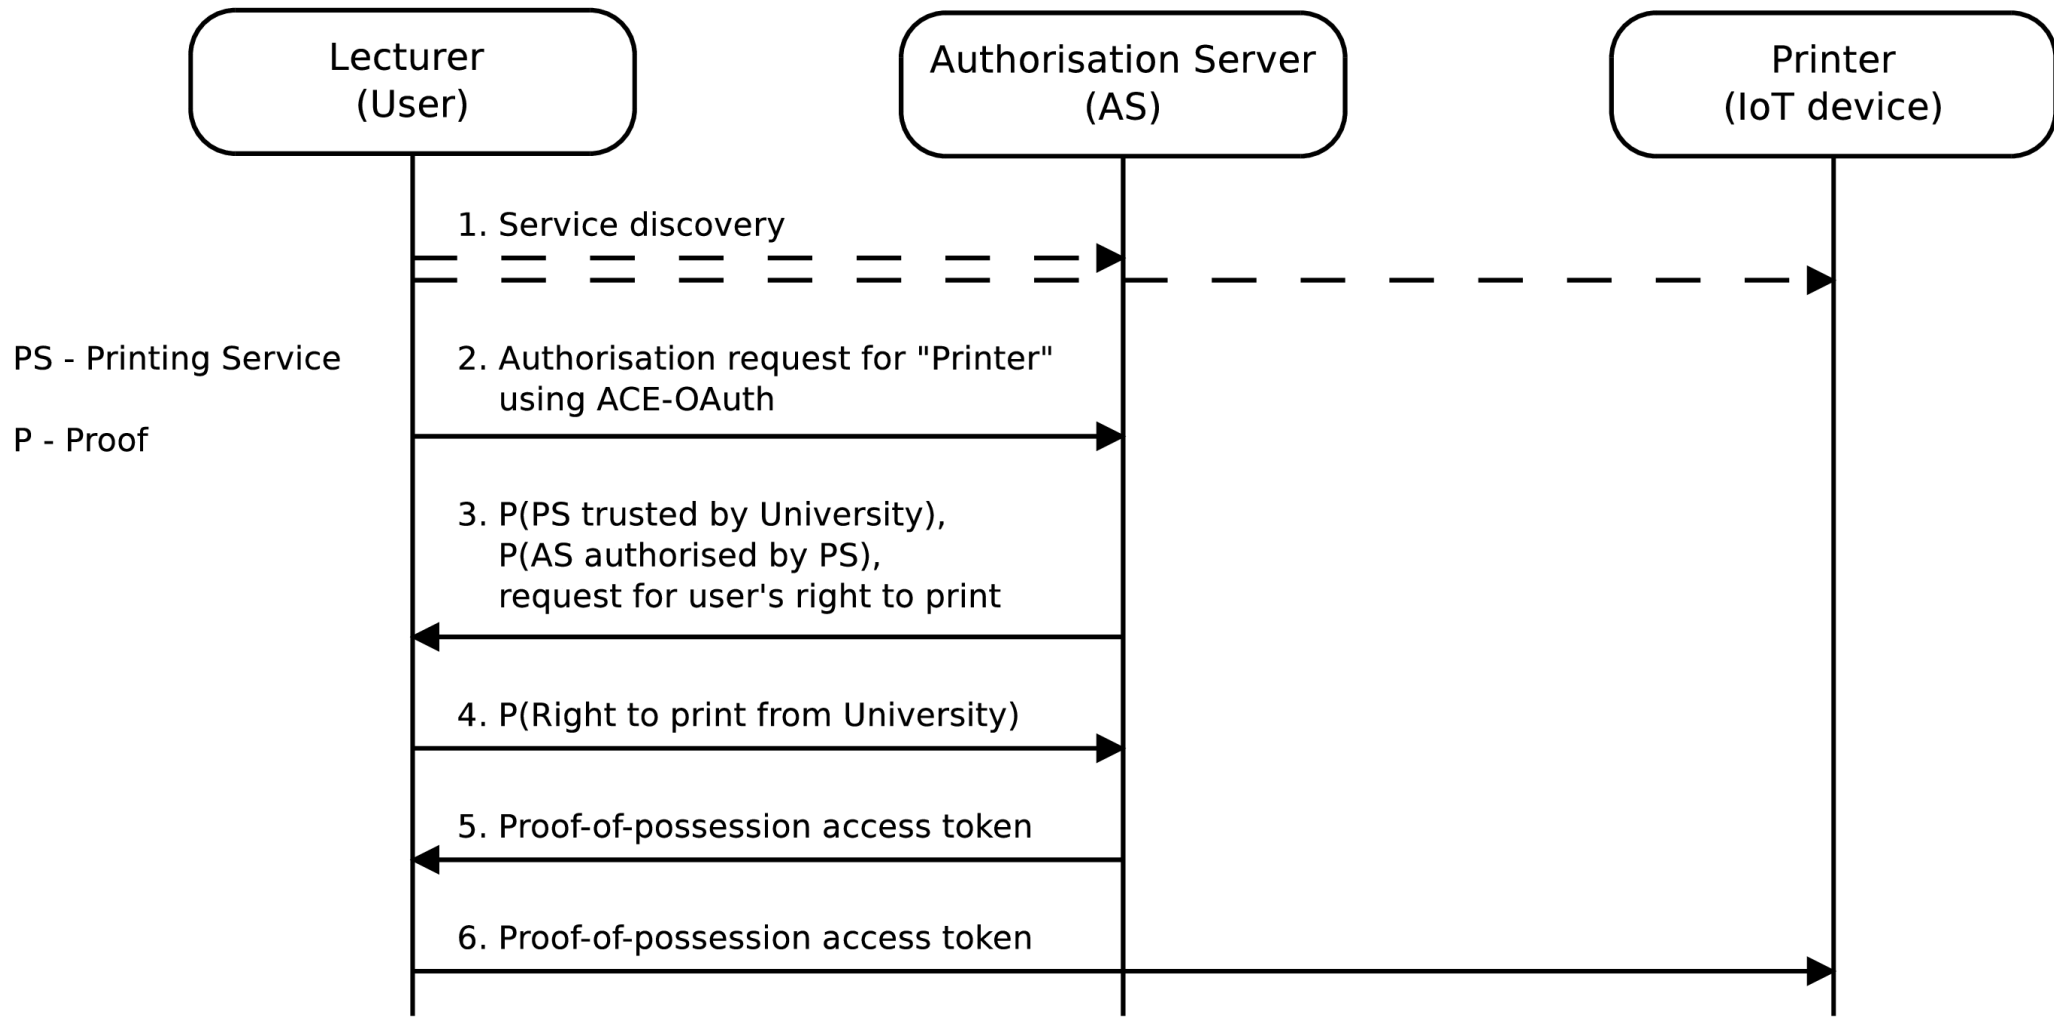 Lecturer
(User)
Authorisation Server
(AS)
Printer
(IoT device)
1. Service discovery
PS - Printing Service
P - Proof
2. Authorisation request for "Printer"
using ACE-OAuth
3. P(PS trusted by University),
P(AS authorised by PS),
request for user's right to print
4. P(Right to print from University)
5. Proof-of-possession access token
6. Proof-of-possession access token